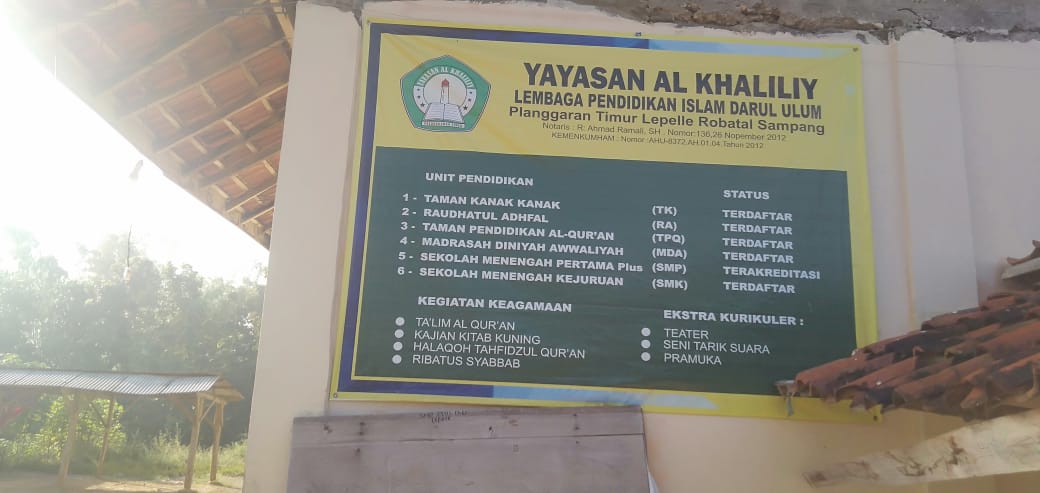 YAYASAN AL KHALILIY
YAYASAN AL KHALILIY
LEMBAGA PENDIDIKAN ISLAM DARUL ULUM
Planggaran Timur Lepelle Robatal Sampang
Notaris : R: Ahmad Ramali, SH . Nomor:136,26 Nopember 2012
KEMENKUMHAM : Nomor :AHU-8372,AH.01.04.Tahun 2012
UNIT PENDIDIKAN STATUS
1 - TAMAN KANAK KANAK (TK) TERDAFTAR
2 - RAUDHATUL ADHFAL (RA) TERDAFTAR
3 - TAMAN PENDIDIKAN AL-QUR'AN (TPQ) TERDAFTAR
4 - MADRASAH DINIYAH AWWALIYAH (MDA) TERDAFTAR
5 - SEKOLAH MENENGAH PERTAMA Plus (SMP) TERAKREDITASI
6 - SEKOLAH MENENGAH KEJURUAN (SMK) TERDAFTAR
KEGIATAN KEAGAMAAN
TA'LIM AL QUR'AN
KAJIAN KITAB KUNING
HALAQOH TAHFIDZUL QUR'AN
RIBATUS SYABBAB
EKSTRA KURIKULER :
TEATER
SENI TARIK SUARA
PRAMUKA